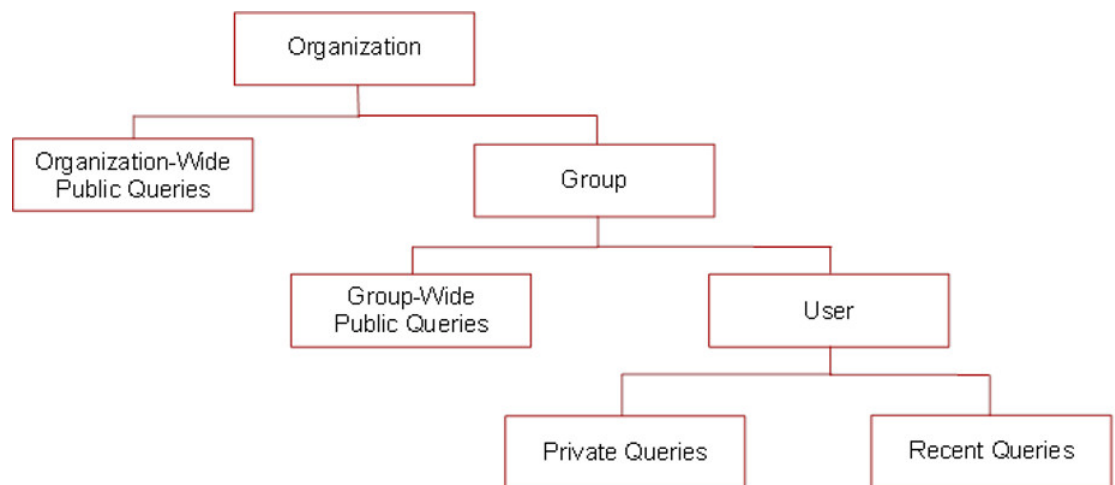 Organization
Organization-Wide
Public Queries
Group
Group-Wide
Public Queries
User
Private Queries
Recent Queries